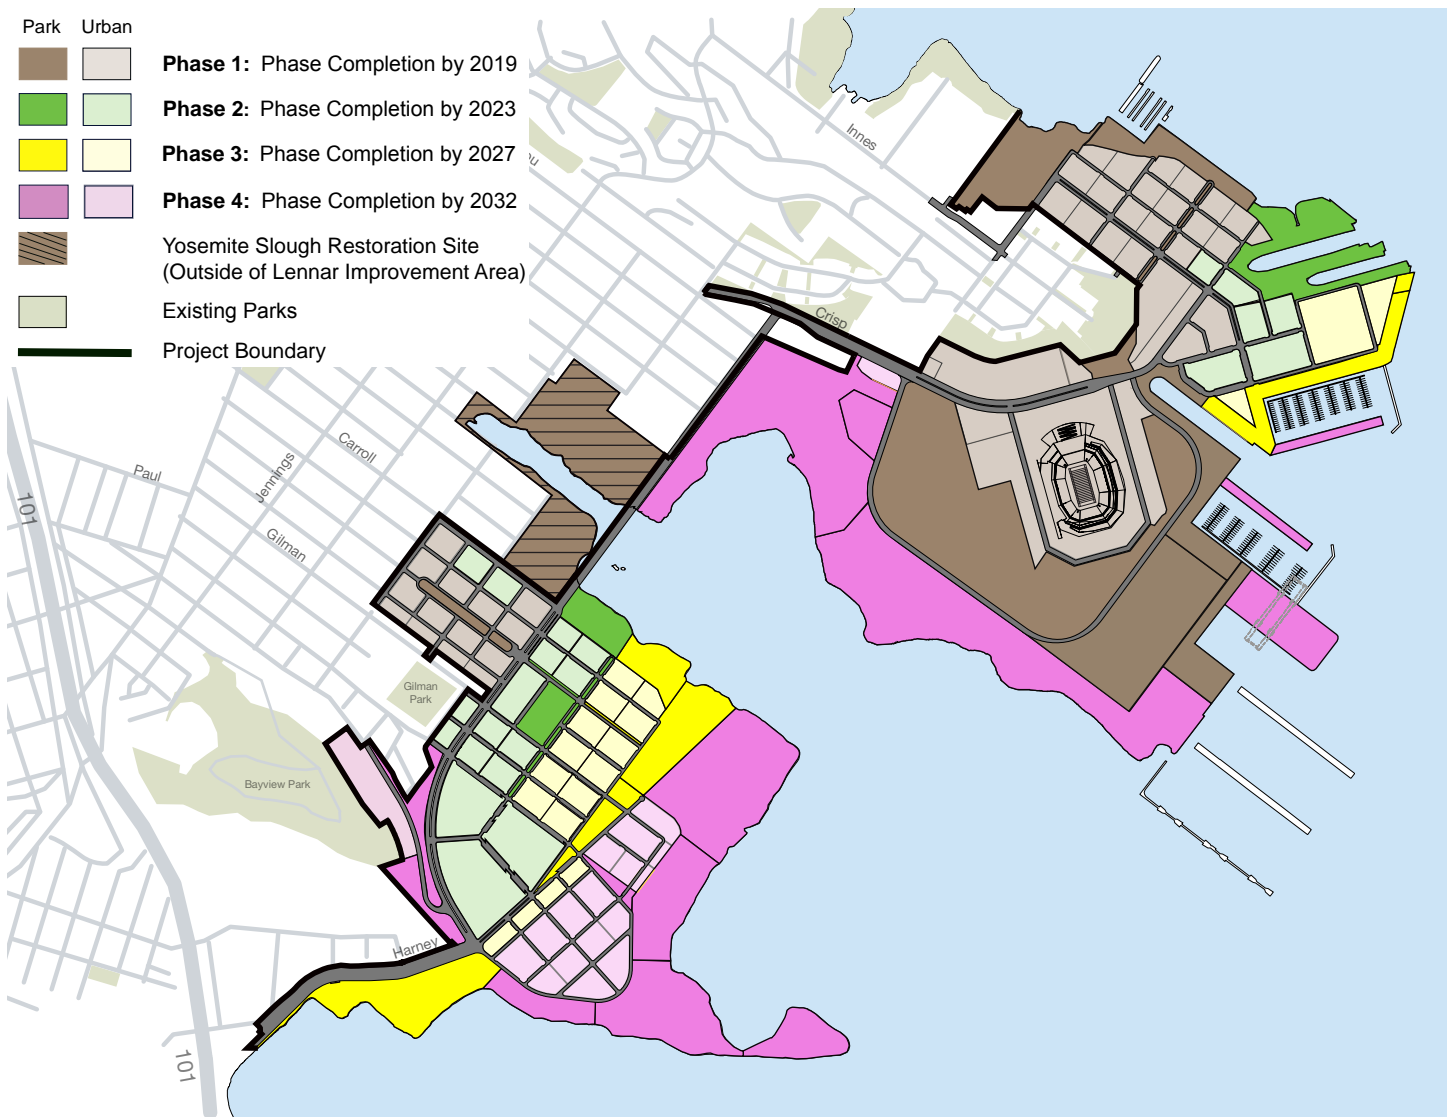 Park Urban
Phase 1: Phase Completion by 2019
Phase 2: Phase Completion by 2023
Phase 3: Phase Completion by 2027
Phase 4: Phase Completion by 2032
Yosemite Slough Restoration Site
(Outside of Lennar Improvement Area)
Existing Parks
Project Boundary
Innes
Crisp
Carroll
Paul
Jennings
Gilman
101
Gilman
Park
Bayview Park
Harney
101